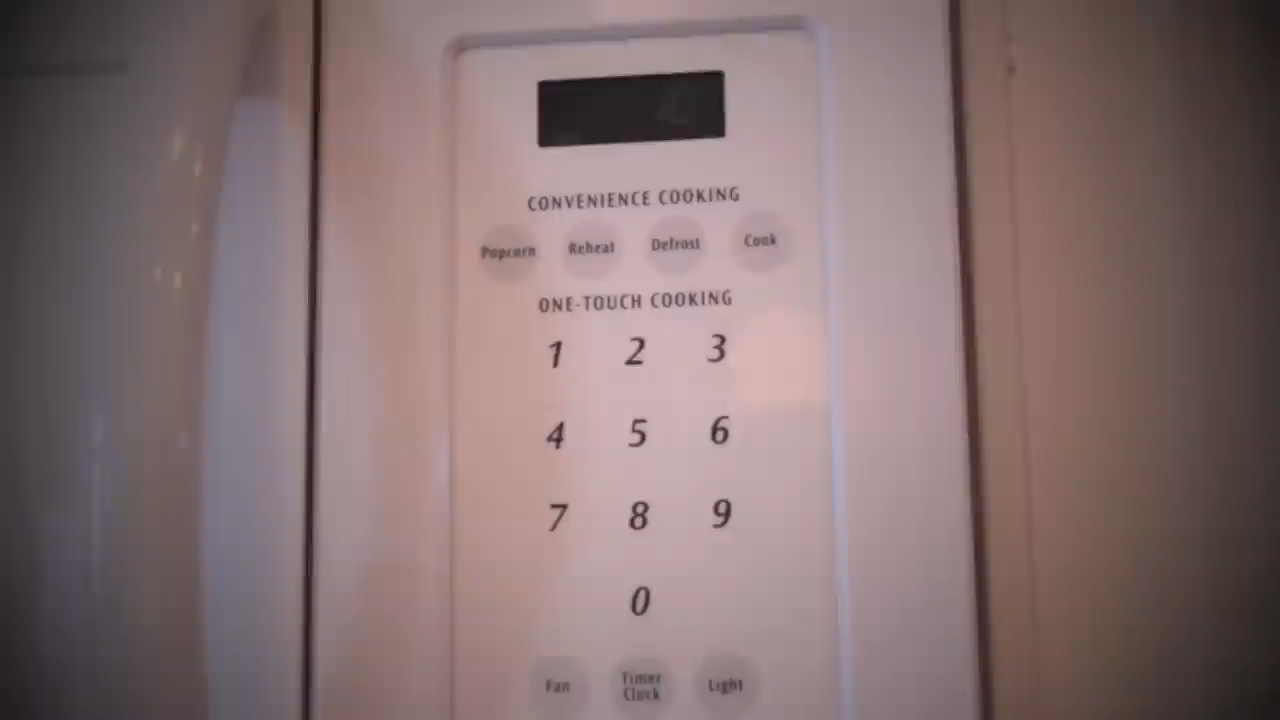 CONVENIENCE COOKING
Popcorn Reheat Defrost Cook
ONE-TOUCH COOKING
1 2 3
4 5 6
7 8 9
0
Fan Timer Clock Light